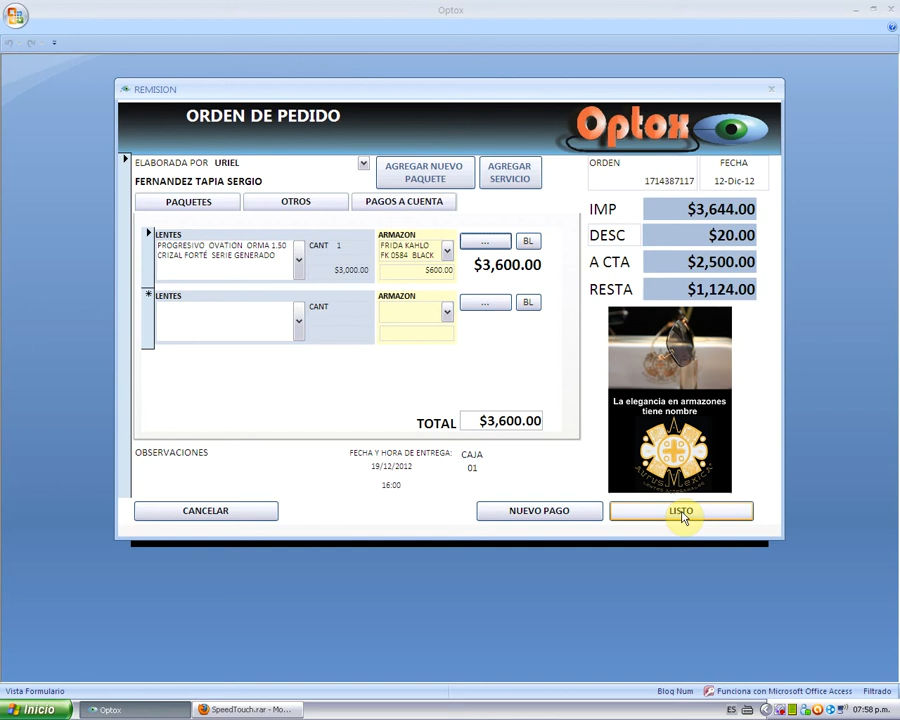 Optox
REMISION
ORDEN DE PEDIDO
Optox
ELABORADA POR URIEL
AGREGAR NUEVO PAQUETE
AGREGAR SERVICIO
ORDEN
1714387117
FECHA
12-Dic-12
FERNANDEZ TAPIA SERGIO
PAQUETES
OTROS
PAGOS A CUENTA
IMP $3,644.00
DESC $20.00
A CTA $2,500.00
RESTA $1,124.00
LENTES
PROGRESIVO OVATION ORMA 1.50
CRIZAL FORTÉ SERIE GENERADO
CANT 1
$3,000.00
ARMAZON
FRIDA KAHLO
FK 0584 BLACK
$600.00
...
BL
$3,600.00
LENTES
CANT
ARMAZON
...
BL
TOTAL $3,600.00
La elegancia en armazones
tiene nombre
AURUS MEXICA
OBSERVACIONES
FECHA Y HORA DE ENTREGA:
19/12/2012
16:00
CAJA
01
CANCELAR
NUEVO PAGO
LISTO
Vista Formulario
Bloq Num
Funciona con Microsoft Office Access
Filtrado
Inicio
Optox
SpeedTouch.rar - Mo...
ES
07:58 p.m.